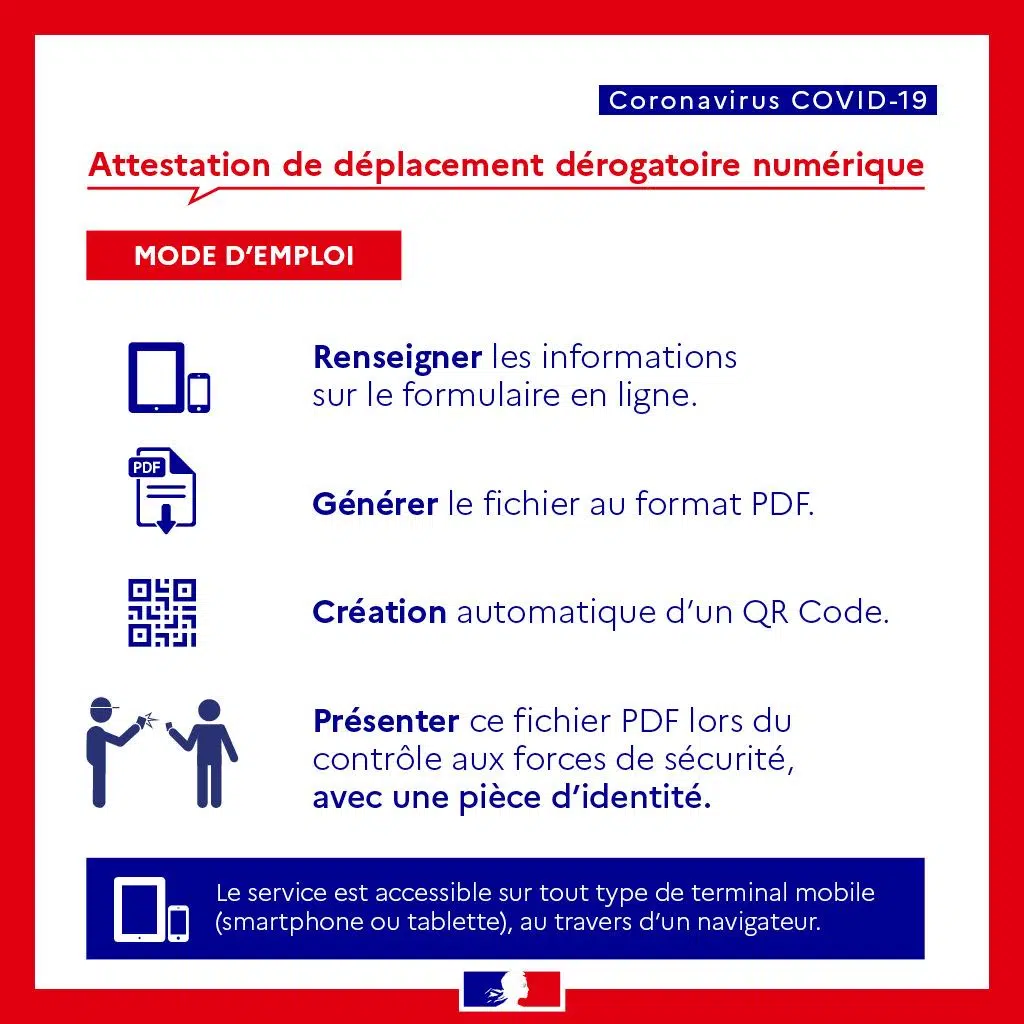 Coronavirus COVID-19
Attestation de déplacement dérogatoire numérique
MODE D’EMPLOI
Renseigner les informations
sur le formulaire en ligne.
PDF
Générer le fichier au format PDF.
Création automatique d’un QR Code.
Présenter ce fichier PDF lors du
contrôle aux forces de sécurité,
avec une pièce d’identité.
Le service est accessible sur tout type de terminal mobile
(smartphone ou tablette), au travers d’un navigateur.